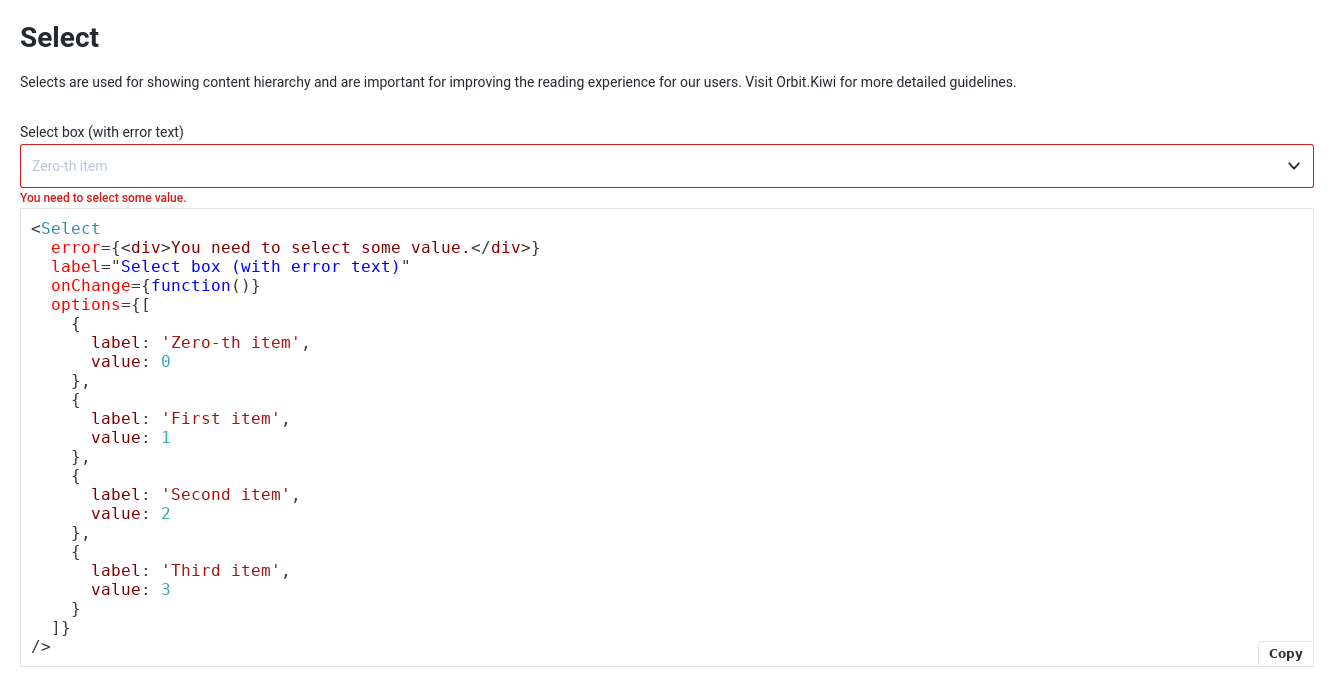 Select
Selects are used for showing content hierarchy and are important for improving the reading experience for our users. Visit Orbit.Kiwi for more detailed guidelines.
Select box (with error text)
Zero-th item
You need to select some value.
<Select
  error={<div>You need to select some value.</div>}
  label="Select box (with error text)"
  onChange={function()}
  options={[
    {
      label: 'Zero-th item',
      value: 0
    },
    {
      label: 'First item',
      value: 1
    },
    {
      label: 'Second item',
      value: 2
    },
    {
      label: 'Third item',
      value: 3
    }
  ]}
/>
Copy